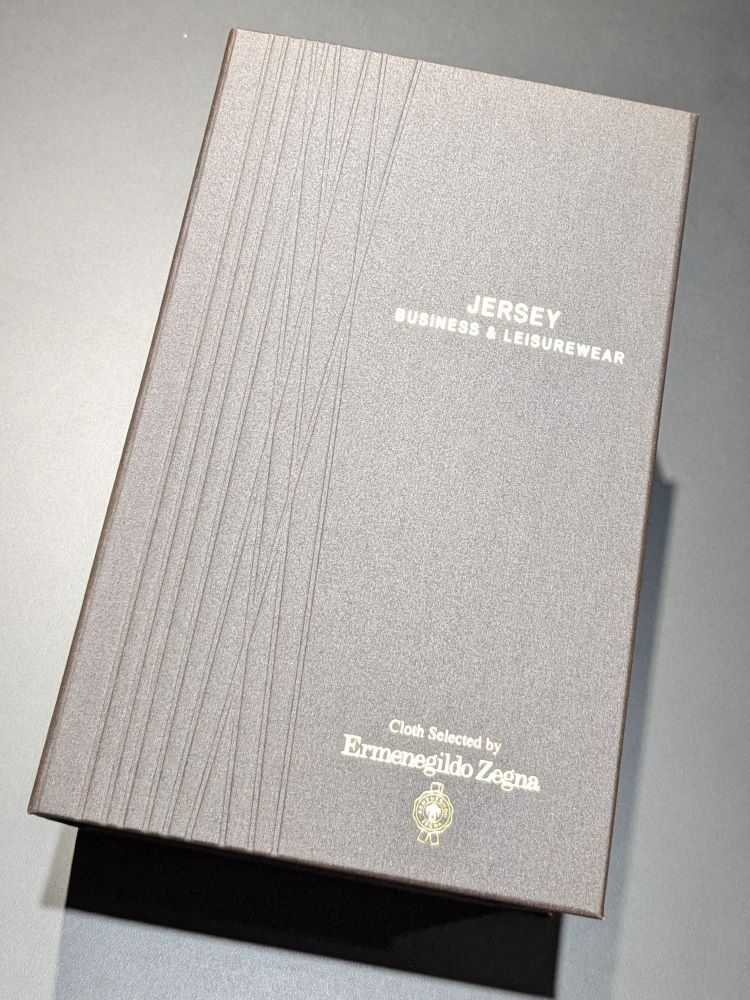 JERSEY
BUSINESS & LEISUREWEAR
Cloth Selected by
Ermenegildo Zegna